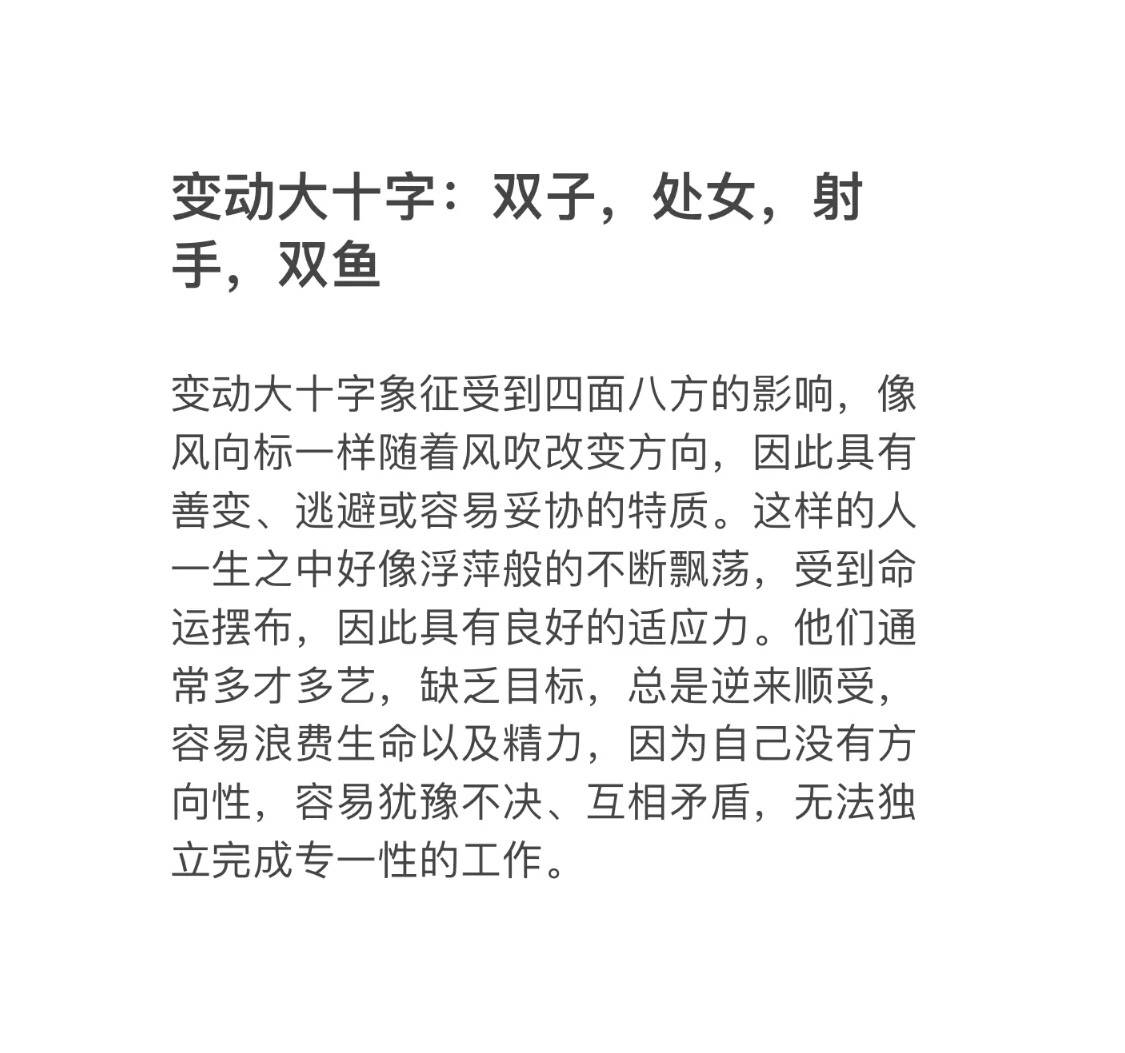 变动大十字：双子，处女，射
手，双鱼
变动大十字象征受到四面八方的影响，像
风向标一样随着风吹改变方向，因此具有
善变、逃避或容易妥协的特质。这样的人
一生之中好像浮萍般的不断飘荡，受到命
运摆布，因此具有良好的适应力。他们通
常多才多艺，缺乏目标，总是逆来顺受，
容易浪费生命以及精力，因为自己没有方
向性，容易犹豫不决、互相矛盾，无法独
立完成专一性的工作。